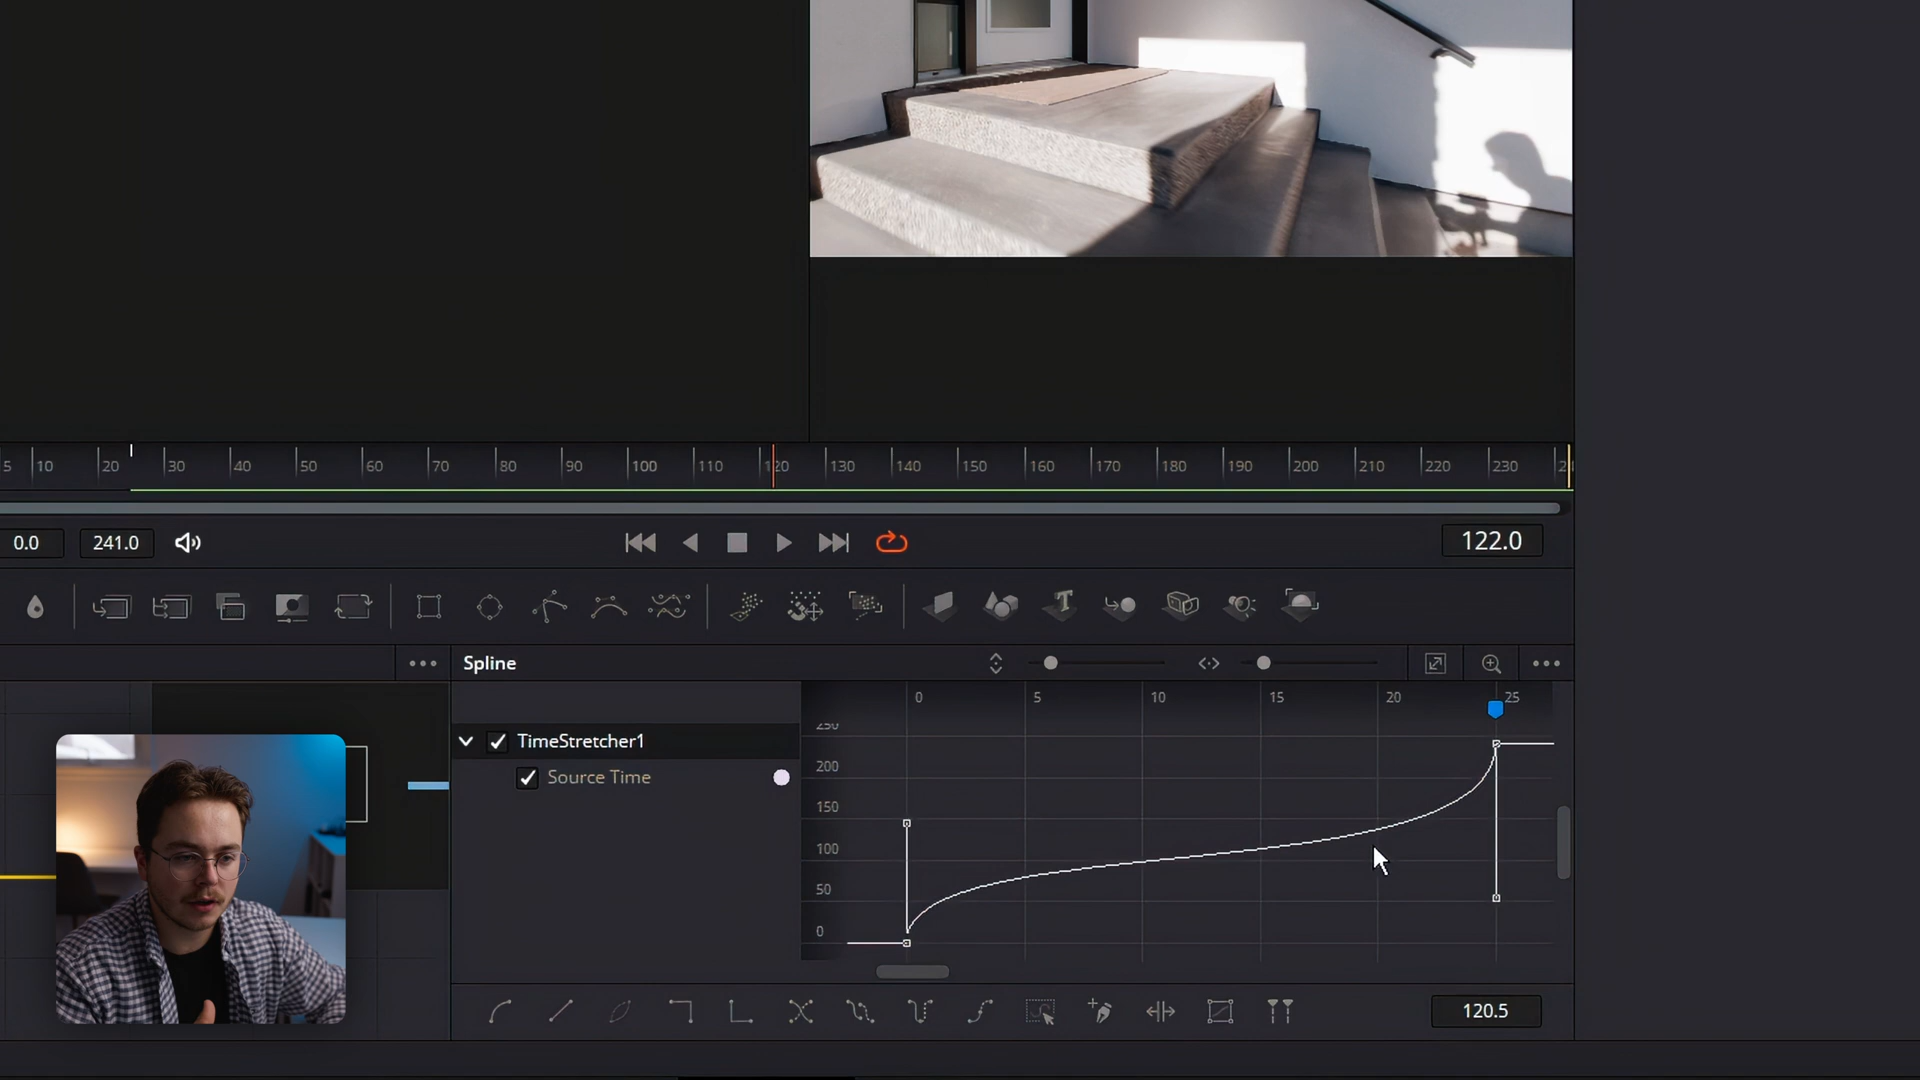 5 10 20 30 40 50 60 70 80 90 100 110 120 130 140 150 160 170 180 190 200 210 220 230
0.0 241.0 122.0
Spline
0 5 10 15 20 25
TimeStretcher1
Source Time
250
200
150
100
50
0
120.5